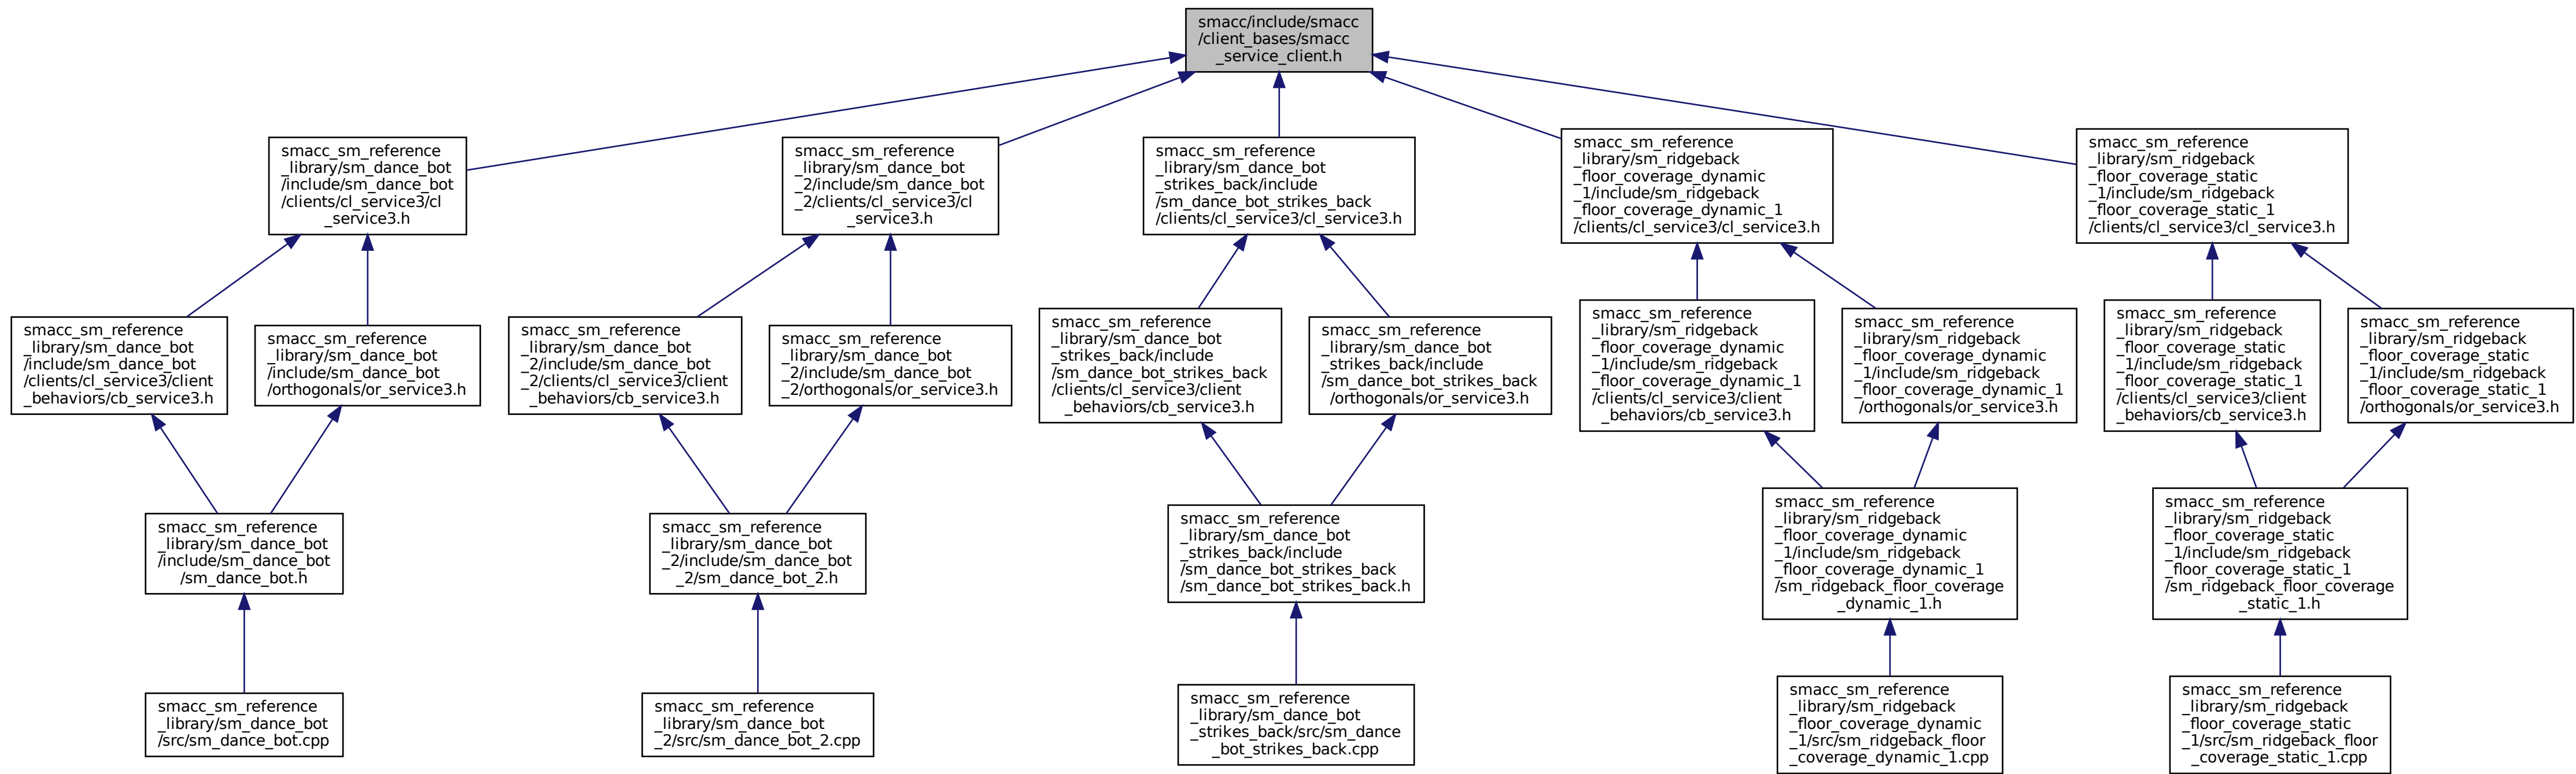 smacc/include/smacc
/client_bases/smacc
_service_client.h
smacc_sm_reference
_library/sm_dance_bot
/include/sm_dance_bot
/clients/cl_service3/cl
_service3.h
smacc_sm_reference
_library/sm_dance_bot
_2/include/sm_dance_bot
_2/clients/cl_service3/cl
_service3.h
smacc_sm_reference
_library/sm_dance_bot
_strikes_back/include
/sm_dance_bot_strikes_back
/clients/cl_service3/cl_service3.h
smacc_sm_reference
_library/sm_ridgeback
_floor_coverage_dynamic
_1/include/sm_ridgeback
_floor_coverage_dynamic_1
/clients/cl_service3/cl_service3.h
smacc_sm_reference
_library/sm_ridgeback
_floor_coverage_static
_1/include/sm_ridgeback
_floor_coverage_static_1
/clients/cl_service3/cl_service3.h
smacc_sm_reference
_library/sm_dance_bot
/include/sm_dance_bot
/clients/cl_service3/client
_behaviors/cb_service3.h
smacc_sm_reference
_library/sm_dance_bot
/include/sm_dance_bot
/orthogonals/or_service3.h
smacc_sm_reference
_library/sm_dance_bot
_2/include/sm_dance_bot
_2/clients/cl_service3/client
_behaviors/cb_service3.h
smacc_sm_reference
_library/sm_dance_bot
_2/include/sm_dance_bot
_2/orthogonals/or_service3.h
smacc_sm_reference
_library/sm_dance_bot
_strikes_back/include
/sm_dance_bot_strikes_back
/clients/cl_service3/client
_behaviors/cb_service3.h
smacc_sm_reference
_library/sm_dance_bot
_strikes_back/include
/sm_dance_bot_strikes_back
/orthogonals/or_service3.h
smacc_sm_reference
_library/sm_ridgeback
_floor_coverage_dynamic
_1/include/sm_ridgeback
_floor_coverage_dynamic_1
/clients/cl_service3/client
_behaviors/cb_service3.h
smacc_sm_reference
_library/sm_ridgeback
_floor_coverage_dynamic
_1/include/sm_ridgeback
_floor_coverage_dynamic_1
/orthogonals/or_service3.h
smacc_sm_reference
_library/sm_ridgeback
_floor_coverage_static
_1/include/sm_ridgeback
_floor_coverage_static_1
/clients/cl_service3/client
_behaviors/cb_service3.h
smacc_sm_reference
_library/sm_ridgeback
_floor_coverage_static
_1/include/sm_ridgeback
_floor_coverage_static_1
/orthogonals/or_service3.h
smacc_sm_reference
_library/sm_dance_bot
/include/sm_dance_bot
/sm_dance_bot.h
smacc_sm_reference
_library/sm_dance_bot
_2/include/sm_dance_bot
_2/sm_dance_bot_2.h
smacc_sm_reference
_library/sm_dance_bot
_strikes_back/include
/sm_dance_bot_strikes_back
/sm_dance_bot_strikes_back.h
smacc_sm_reference
_library/sm_ridgeback
_floor_coverage_dynamic
_1/include/sm_ridgeback
_floor_coverage_dynamic_1
/sm_ridgeback_floor_coverage
_dynamic_1.h
smacc_sm_reference
_library/sm_ridgeback
_floor_coverage_static
_1/include/sm_ridgeback
_floor_coverage_static_1
/sm_ridgeback_floor_coverage
_static_1.h
smacc_sm_reference
_library/sm_dance_bot
/src/sm_dance_bot.cpp
smacc_sm_reference
_library/sm_dance_bot
_2/src/sm_dance_bot_2.cpp
smacc_sm_reference
_library/sm_dance_bot
_strikes_back/src/sm_dance
_bot_strikes_back.cpp
smacc_sm_reference
_library/sm_ridgeback
_floor_coverage_dynamic
_1/src/sm_ridgeback_floor
_coverage_dynamic_1.cpp
smacc_sm_reference
_library/sm_ridgeback
_floor_coverage_static
_1/src/sm_ridgeback_floor
_coverage_static_1.cpp